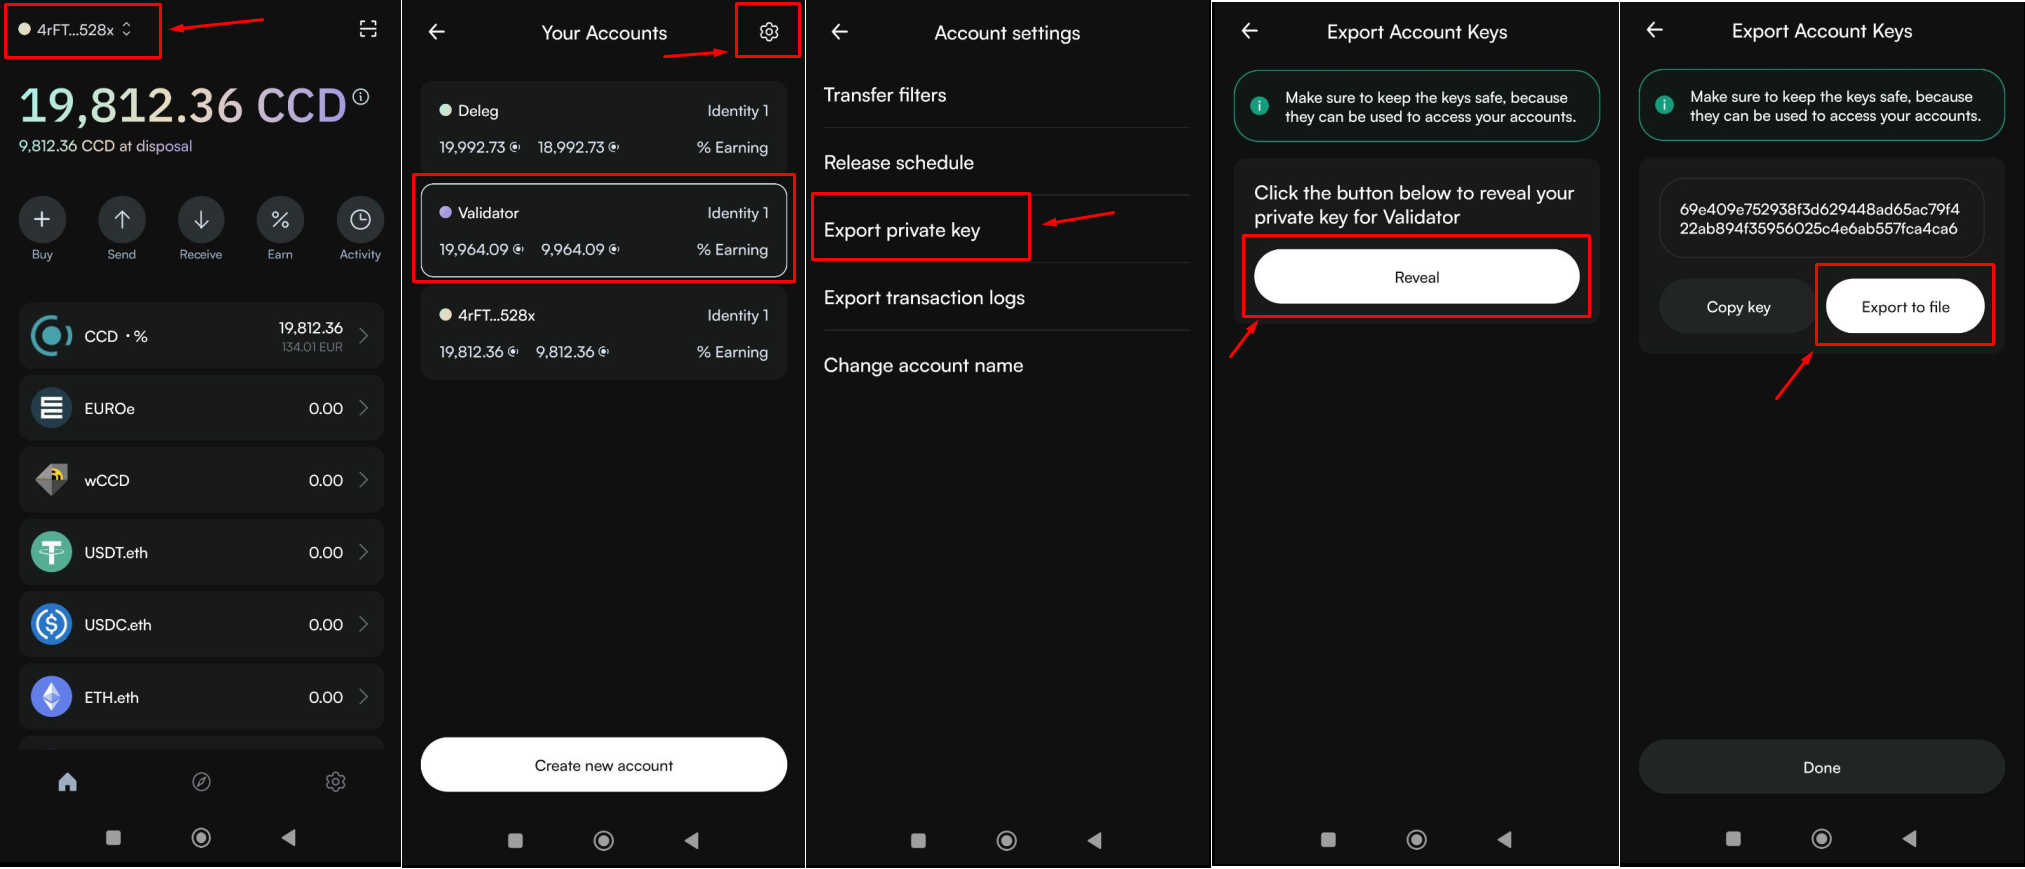 4rFT...528x
19,812.36 CCD
9,812.36 CCD at disposal
Buy
Send
Receive
%
Earn
Activity
CCD · %
19,812.36
134.01 EUR
EUROe
0.00
wCCD
0.00
USDT.eth
0.00
USDC.eth
0.00
ETH.eth
0.00
Your Accounts
Deleg
Identity 1
19,992.73
18,992.73
% Earning
Validator
Identity 1
19,964.09
9,964.09
% Earning
4rFT...528x
Identity 1
19,812.36
9,812.36
% Earning
Create new account
Account settings
Transfer filters
Release schedule
Export private key
Export transaction logs
Change account name
Export Account Keys
Make sure to keep the keys safe, because
they can be used to access your accounts.
Click the button below to reveal your
private key for Validator
Reveal
Export Account Keys
Make sure to keep the keys safe, because
they can be used to access your accounts.
69e409e752938f3d629448ad65ac79f4
22ab894f35956025c4e6ab557fca4ca6
Copy key
Export to file
Done